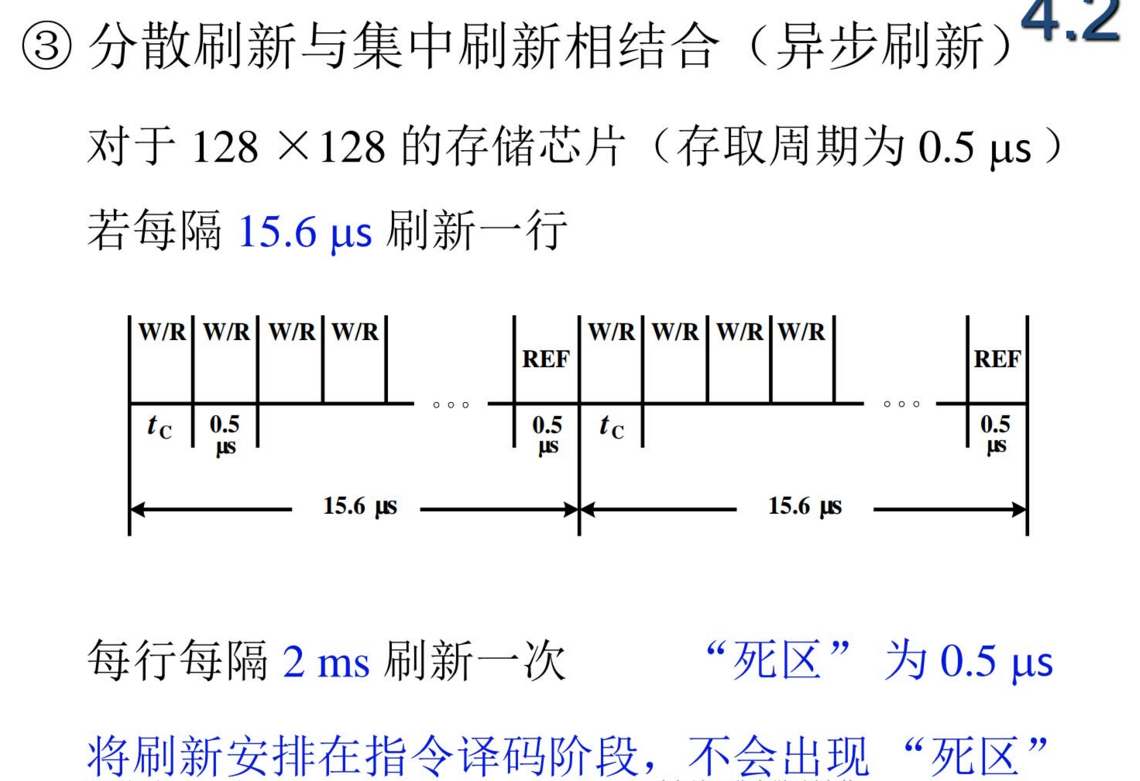 ③ 分散刷新与集中刷新相结合（异步刷新） 4.2
对于 128 ×128 的存储芯片（存取周期为 0.5 μs ）
若每隔 15.6 μs 刷新一行
W/R W/R W/R W/R REF W/R W/R W/R W/R REF
tC 0.5 μs 0.5 μs tC 0.5 μs
15.6 μs 15.6 μs
每行每隔 2 ms 刷新一次 “死区” 为 0.5 μs
将刷新安排在指令译码阶段，不会出现 “死区”